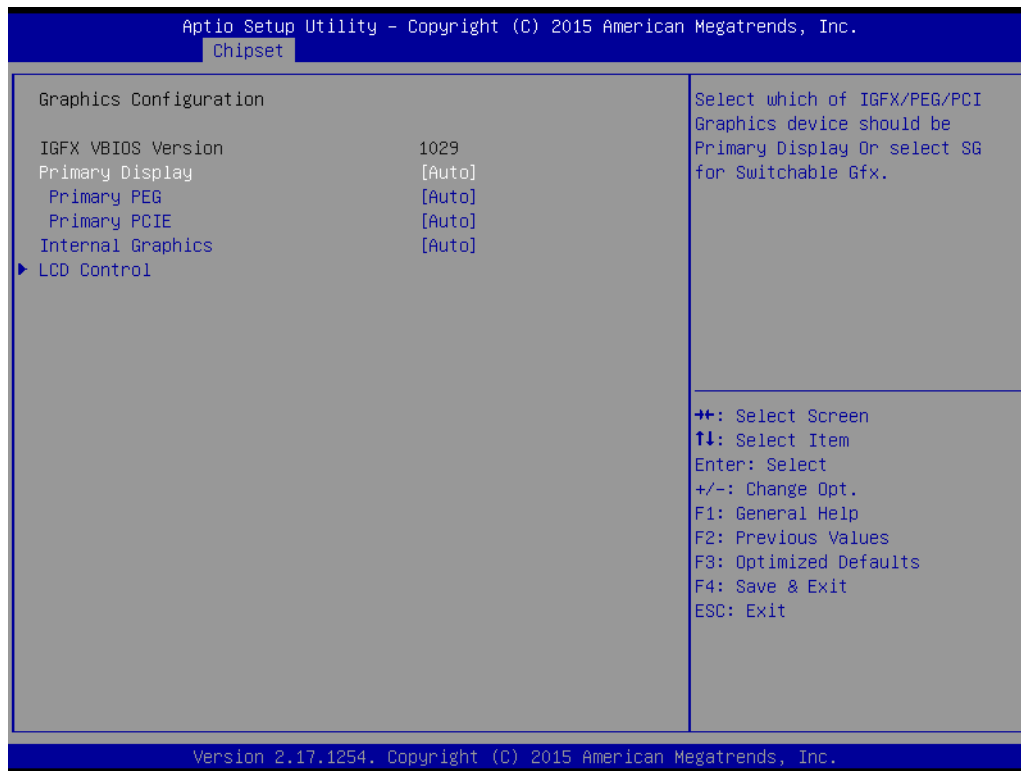 Aptio Setup Utility – Copyright (C) 2015 American Megatrends, Inc.
Chipset
Graphics Configuration
IGFX VBIOS Version 1029
Primary Display [Auto]
Primary PEG [Auto]
Primary PCIE [Auto]
Internal Graphics [Auto]
▶ LCD Control
Select which of IGFX/PEG/PCI
Graphics device should be
Primary Display Or select SG
for Switchable Gfx.
→←: Select Screen
↑↓: Select Item
Enter: Select
+/-: Change Opt.
F1: General Help
F2: Previous Values
F3: Optimized Defaults
F4: Save & Exit
ESC: Exit
Version 2.17.1254. Copyright (C) 2015 American Megatrends, Inc.